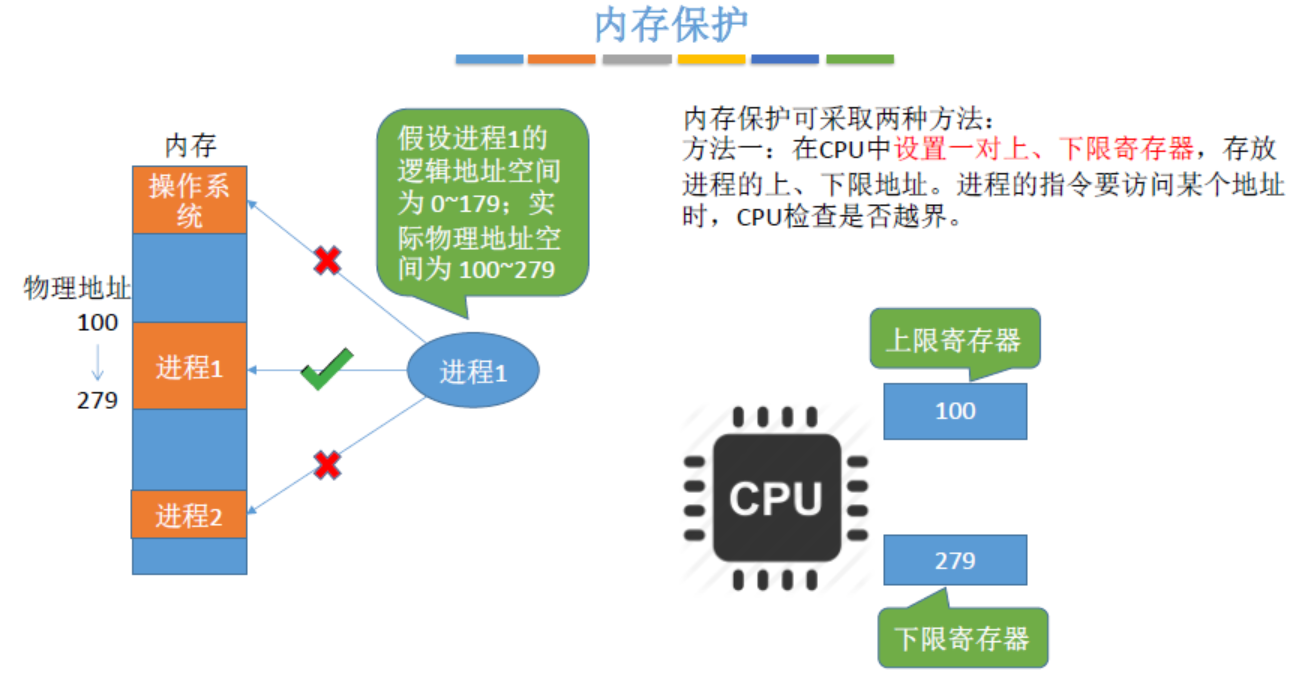 内存保护
内存
操作系
统
物理地址
100
279
进程1
进程2
假设进程1的
逻辑地址空间
为 0~179；实
际物理地址空
间为 100~279
进程1
内存保护可采取两种方法：
方法一：在CPU中设置一对上、下限寄存器，存放
进程的上、下限地址。进程的指令要访问某个地址
时，CPU检查是否越界。
上限寄存器
100
CPU
279
下限寄存器